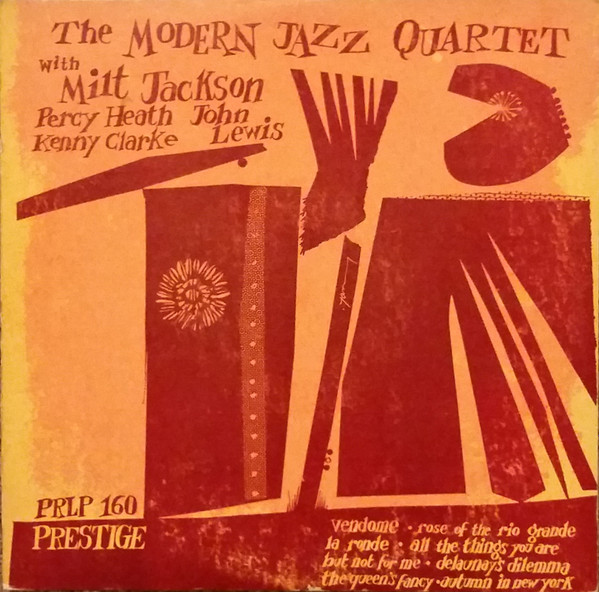 The MODERN JAZZ QUARTET
with
Milt Jackson
Percy Heath John
Kenny Clarke Lewis
PRLP 160
PRESTIGE
vendome · rose of the rio grande
la ronde · all the things you are
but not for me · delaunay's dilemma
the queen's fancy · autumn in new york